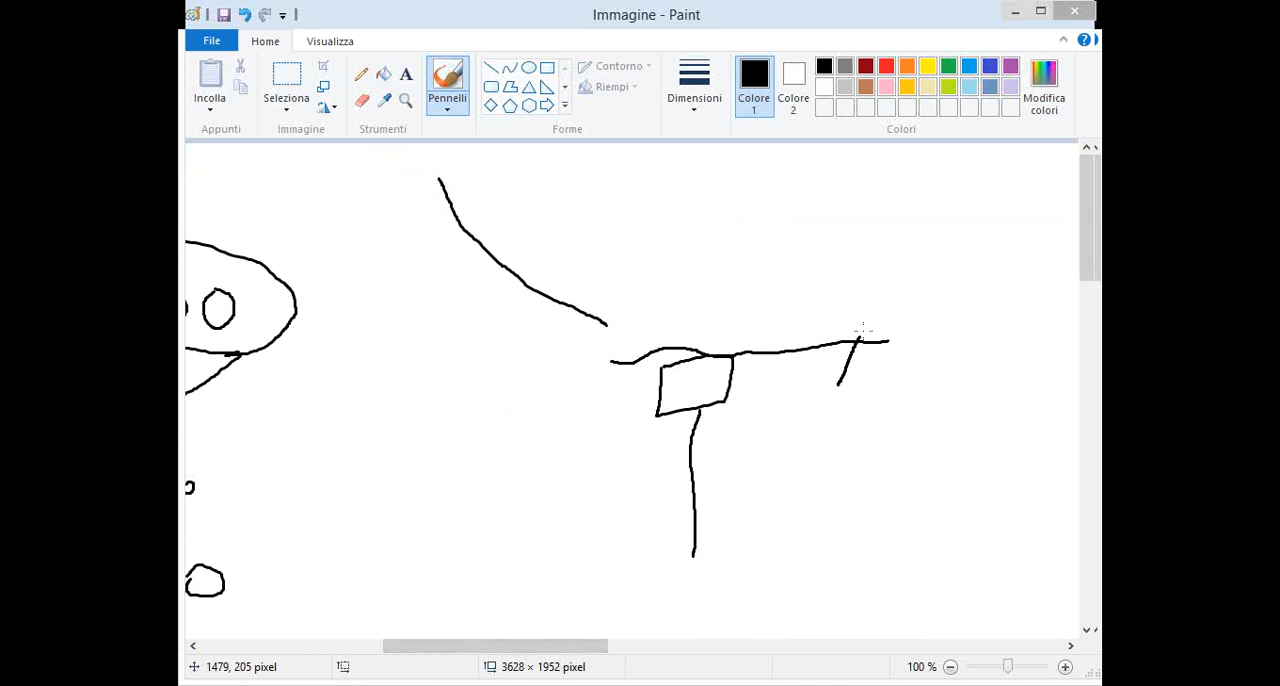 Immagine - Paint
File Home Visualizza
Incolla Seleziona Pennelli Contorno Riempi Dimensioni Colore 1 Colore 2 Modifica colori
Appunti Immagine Strumenti Forme Colori
1479, 205 pixel 3628 × 1952 pixel 100 %